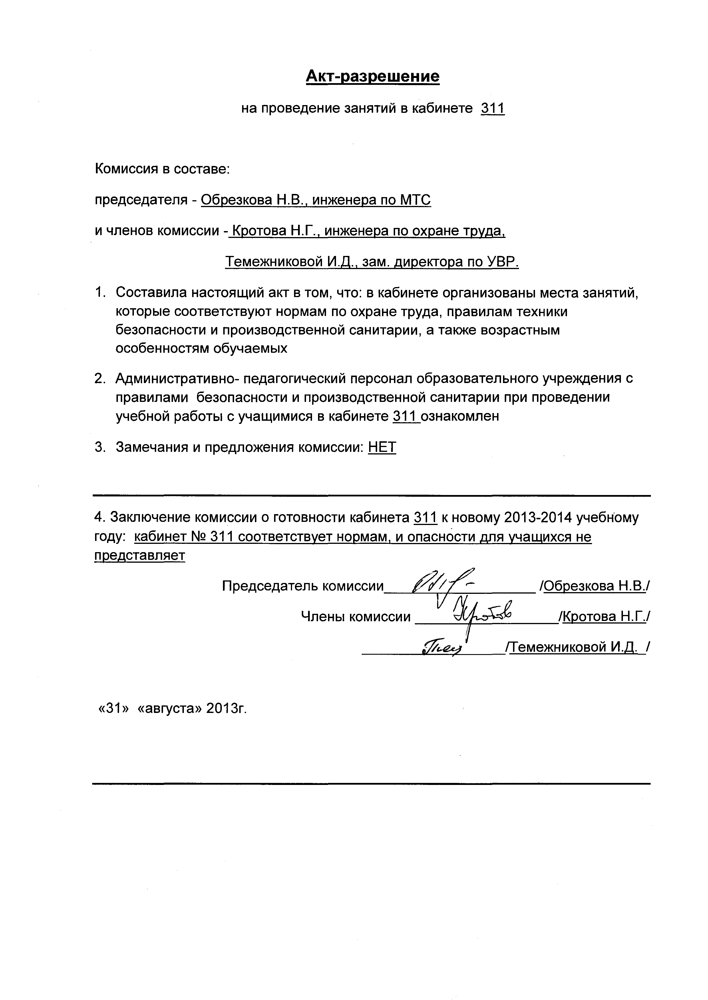 Акт-разрешение
на проведение занятий в кабинете 311
Комиссия в составе:
председателя - Обрезкова Н.В., инженера по МТС
и членов комиссии - Кротова Н.Г., инженера по охране труда,
Темежниковой И.Д., зам. директора по УВР.
1. Составила настоящий акт в том, что: в кабинете организованы места занятий,
которые соответствуют нормам по охране труда, правилам техники
безопасности и производственной санитарии, а также возрастным
особенностям обучаемых
2. Административно- педагогический персонал образовательного учреждения с
правилами безопасности и производственной санитарии при проведении
учебной работы с учащимися в кабинете 311 ознакомлен
3. Замечания и предложения комиссии: НЕТ
4. Заключение комиссии о готовности кабинета 311 к новому 2013-2014 учебному
году: кабинет № 311 соответствует нормам, и опасности для учащихся не
представляет
Председатель комиссии /Обрезкова Н.В./
Члены комиссии Кротов /Кротова Н.Г./
/Темежниковой И.Д. /
«31» «августа» 2013г.